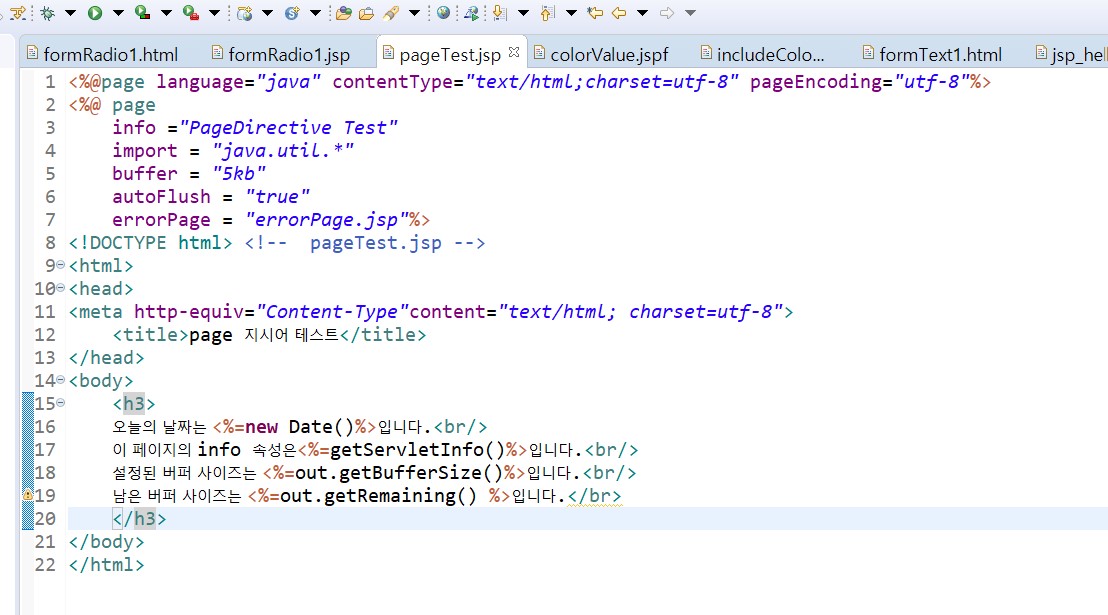 formRadio1.html formRadio1.jsp pageTest.jsp colorValue.jspf includeColo... formText1.html jsp_hell
1 <%@page language="java" contentType="text/html;charset=utf-8" pageEncoding="utf-8"%>
2 <%@ page
3 info ="PageDirective Test"
4 import = "java.util.*"
5 buffer = "5kb"
6 autoFlush = "true"
7 errorPage = "errorPage.jsp"%>
8 <!DOCTYPE html> <!--  pageTest.jsp -->
9 <html>
10 <head>
11 <meta http-equiv="Content-Type"content="text/html; charset=utf-8">
12 <title>page 지시어 테스트</title>
13 </head>
14 <body>
15 <h3>
16 오늘의 날짜는 <%=new Date()%>입니다.<br/>
17 이 페이지의 info 속성은<%=getServletInfo()%>입니다.<br/>
18 설정된 버퍼 사이즈는 <%=out.getBufferSize()%>입니다.<br/>
19 남은 버퍼 사이즈는 <%=out.getRemaining() %>입니다.</br>
20 </h3>
21 </body>
22 </html>